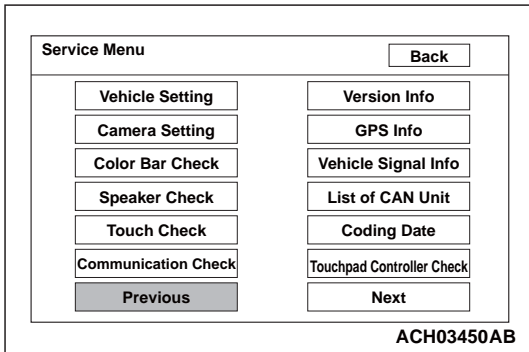 Service Menu
Back
Vehicle Setting
Version Info
Camera Setting
GPS Info
Color Bar Check
Vehicle Signal Info
Speaker Check
List of CAN Unit
Touch Check
Coding Date
Communication Check
Touchpad Controller Check
Previous
Next
ACH03450AB